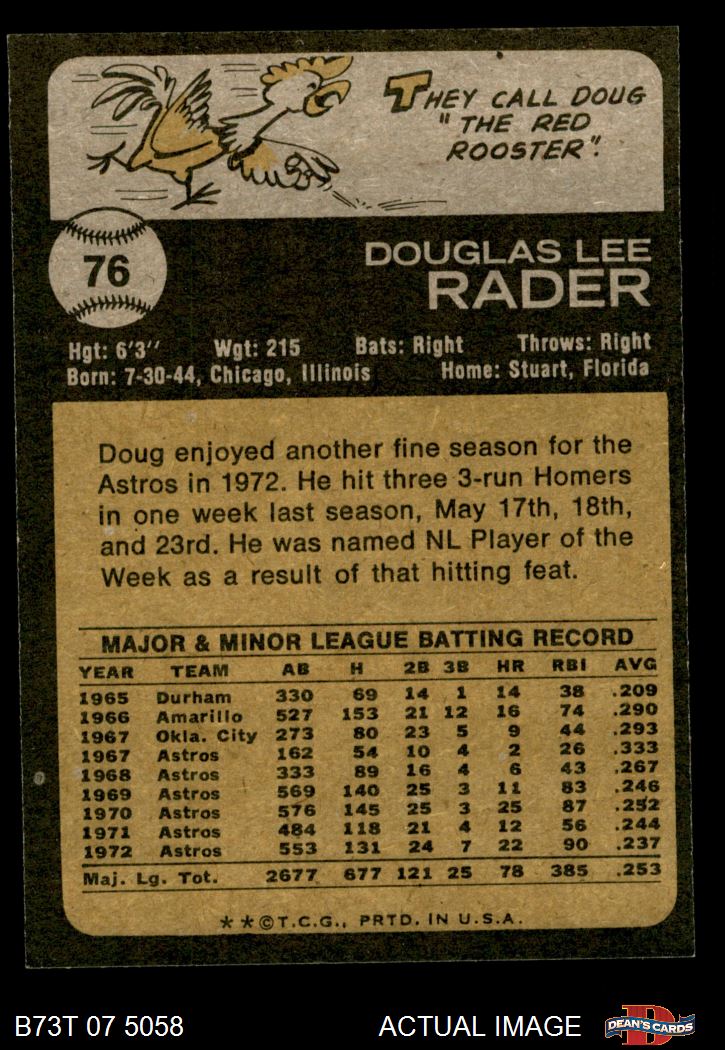 THEY CALL DOUG
"THE RED
ROOSTER".
76
DOUGLAS LEE
RADER
Hgt: 6'3" Wgt: 215 Bats: Right Throws: Right
Born: 7-30-44, Chicago, Illinois Home: Stuart, Florida
Doug enjoyed another fine season for the
Astros in 1972. He hit three 3-run Homers
in one week last season, May 17th, 18th,
and 23rd. He was named NL Player of the
Week as a result of that hitting feat.
MAJOR & MINOR LEAGUE BATTING RECORD
YEAR TEAM AB H 2B 3B HR RBI AVG
1965 Durham 330 69 14 1 14 38 .209
1966 Amarillo 527 153 21 12 16 74 .290
1967 Okla. City 273 80 23 5 9 44 .293
1967 Astros 162 54 10 4 2 26 .333
1968 Astros 333 89 16 4 6 43 .267
1969 Astros 569 140 25 3 11 83 .246
1970 Astros 576 145 25 3 25 87 .252
1971 Astros 484 118 21 4 12 56 .244
1972 Astros 553 131 24 7 22 90 .237
Maj. Lg. Tot. 2677 677 121 25 78 385 .253
**©T.C.G., PRTD. IN U.S.A.
B73T 07 5058 ACTUAL IMAGE DEAN'S CARDS